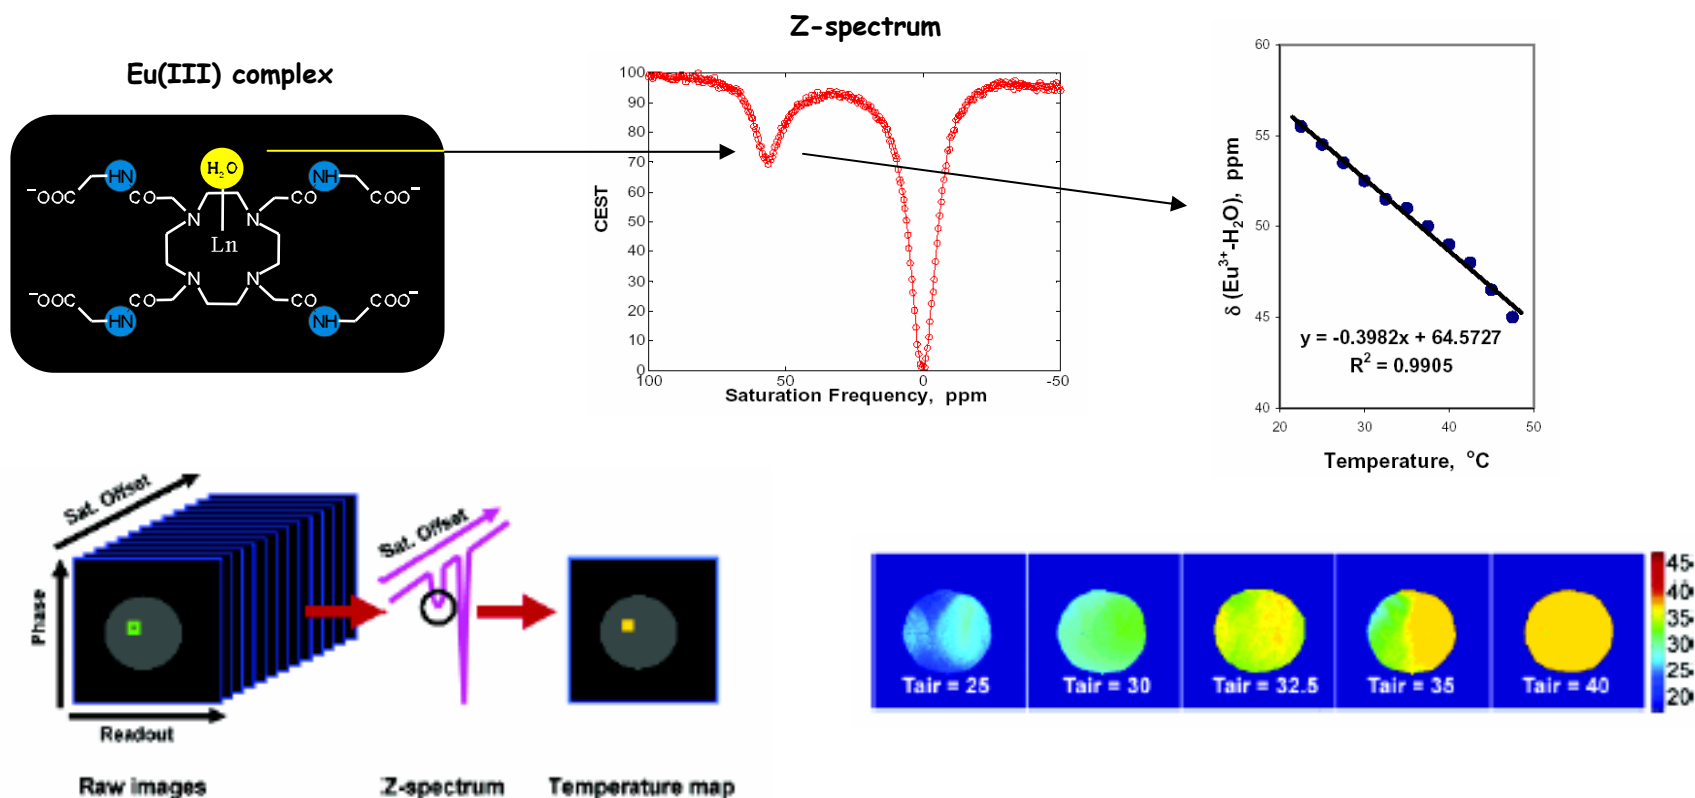 Z-spectrum
Eu(III) complex
H₂O
HN
NH
⁻OOC
CO
CO
COO⁻
N
N
Ln
N
N
⁻OOC
CO
CO
COO⁻
HN
NH
100
90
80
70
60
50
40
30
20
10
0
CEST
100
50
0
-50
Saturation Frequency, ppm
60
55
50
45
40
δ (Eu³⁺-H₂O), ppm
y = -0.3982x + 64.5727
R² = 0.9905
20
30
40
50
Temperature, °C
Sat. Offset
Phase
Readout
Raw images
Sat. Offset
Z-spectrum
Temperature map
Tair = 25
Tair = 30
Tair = 32.5
Tair = 35
Tair = 40
45
40
35
30
25
20